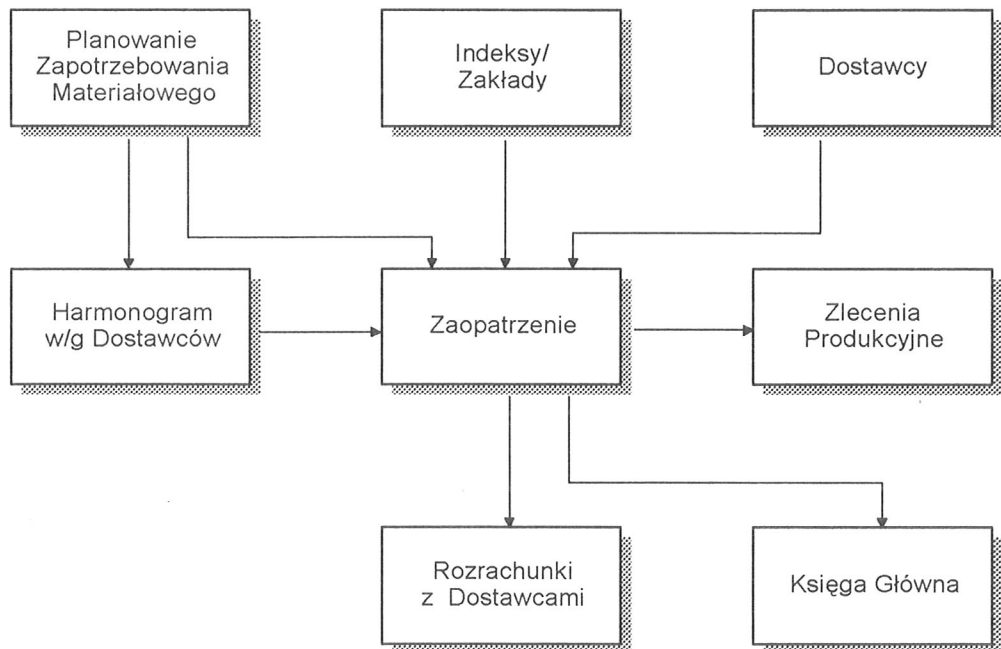 Planowanie
Zapotrzebowania
Materiałowego
Indeksy/
Zakłady
Dostawcy
Harmonogram
w/g Dostawców
Zaopatrzenie
Zlecenia
Produkcyjne
Rozrachunki
z Dostawcami
Księga Główna